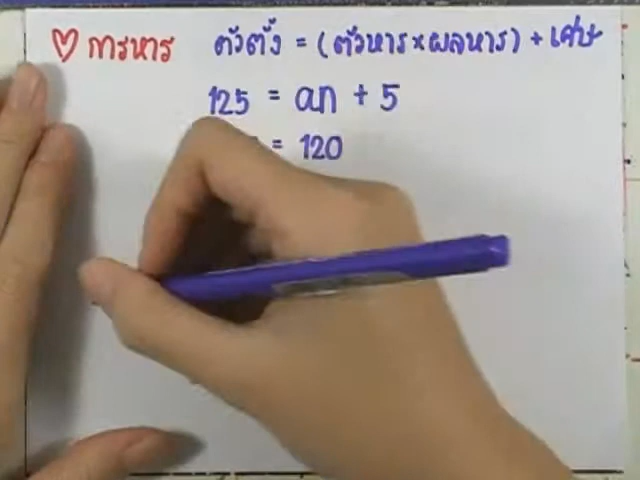 ♡ การหาร ตัวตั้ง = (ตัวหาร×ผลหาร) + เศษ
125 = an + 5
= 120